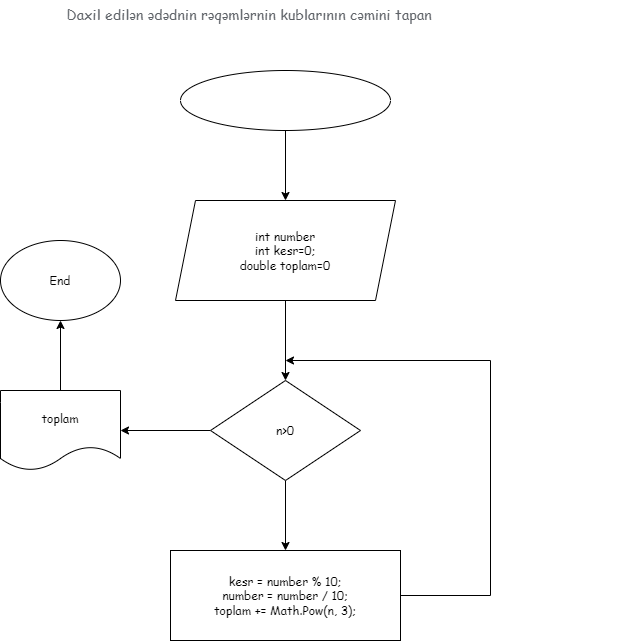 Daxil edilən ədədnin rəqəmlərnin kublarının cəmini tapan
int number
int kesr=0;
double toplam=0
End
toplam
n>0
kesr = number % 10;
number = number / 10;
toplam += Math.Pow(n, 3);